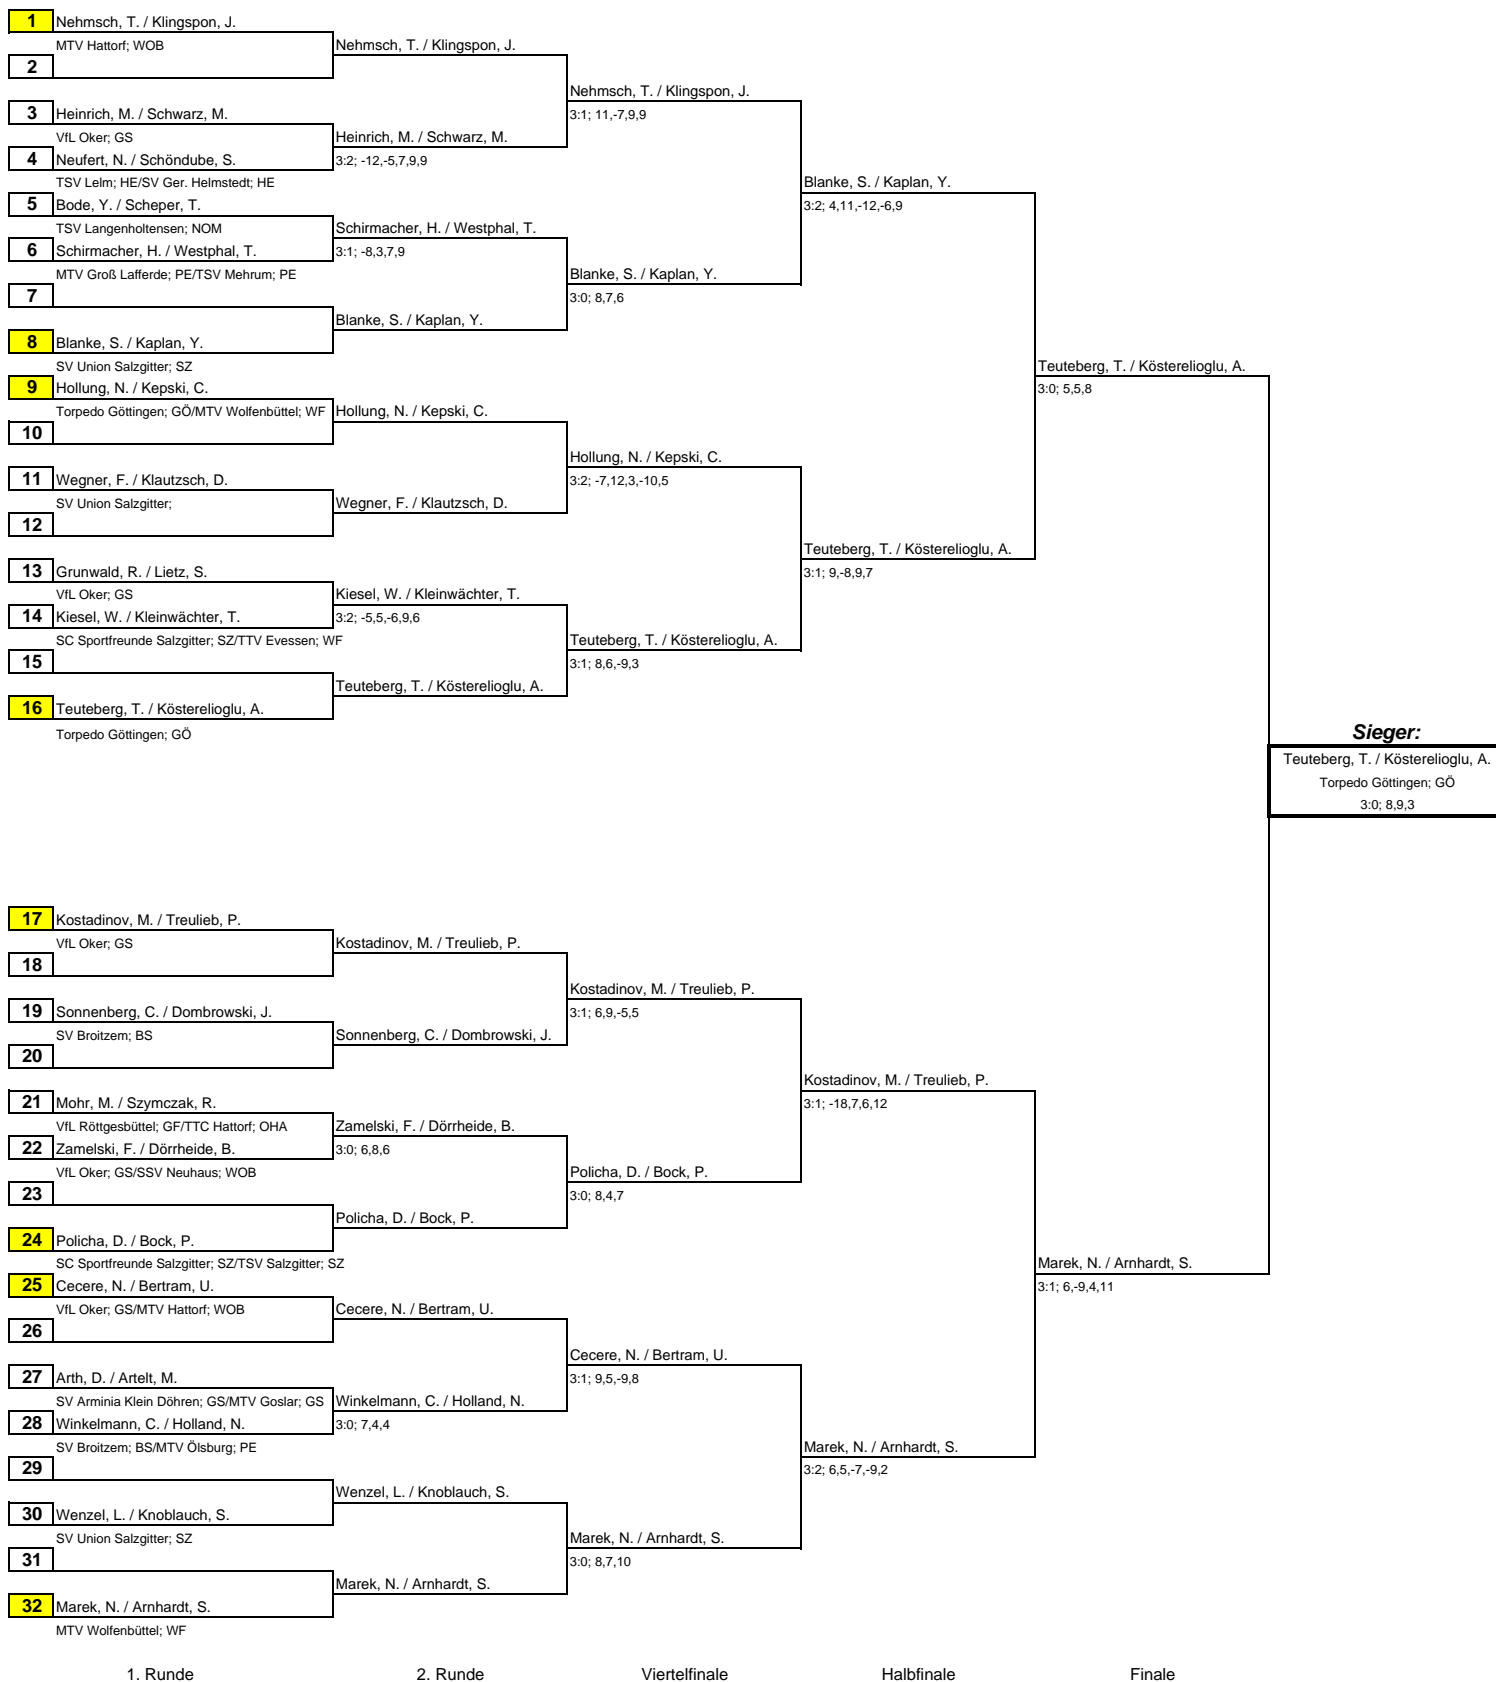 1 Nehmsch, T. / Klingspon, J.
MTV Hattorf; WOB
Nehmsch, T. / Klingspon, J.
2
Nehmsch, T. / Klingspon, J.
3 Heinrich, M. / Schwarz, M.
3:1; 11,-7,9,9
VfL Oker; GS
Heinrich, M. / Schwarz, M.
4 Neufert, N. / Schöndube, S.
3:2; -12,-5,7,9,9
TSV Lelm; HE/SV Ger. Helmstedt; HE
Blanke, S. / Kaplan, Y.
5 Bode, Y. / Scheper, T.
3:2; 4,11,-12,-6,9
TSV Langenholtensen; NOM
Schirmacher, H. / Westphal, T.
6 Schirmacher, H. / Westphal, T.
3:1; -8,3,7,9
MTV Groß Lafferde; PE/TSV Mehrum; PE
Blanke, S. / Kaplan, Y.
7
3:0; 8,7,6
Blanke, S. / Kaplan, Y.
8 Blanke, S. / Kaplan, Y.
SV Union Salzgitter; SZ
Teuteberg, T. / Kösterelioglu, A.
9 Hollung, N. / Kepski, C.
3:0; 5,5,8
Torpedo Göttingen; GÖ/MTV Wolfenbüttel; WF
Hollung, N. / Kepski, C.
10
Hollung, N. / Kepski, C.
11 Wegner, F. / Klautzsch, D.
3:2; -7,12,3,-10,5
SV Union Salzgitter;
Wegner, F. / Klautzsch, D.
12
Teuteberg, T. / Kösterelioglu, A.
13 Grunwald, R. / Lietz, S.
3:1; 9,-8,9,7
VfL Oker; GS
Kiesel, W. / Kleinwächter, T.
14 Kiesel, W. / Kleinwächter, T.
3:2; -5,5,-6,9,6
SC Sportfreunde Salzgitter; SZ/TTV Evessen; WF
Teuteberg, T. / Kösterelioglu, A.
15
3:1; 8,6,-9,3
Teuteberg, T. / Kösterelioglu, A.
16 Teuteberg, T. / Kösterelioglu, A.
Torpedo Göttingen; GÖ
Sieger:
Teuteberg, T. / Kösterelioglu, A.
Torpedo Göttingen; GÖ
3:0; 8,9,3
17 Kostadinov, M. / Treulieb, P.
VfL Oker; GS
Kostadinov, M. / Treulieb, P.
18
Kostadinov, M. / Treulieb, P.
19 Sonnenberg, C. / Dombrowski, J.
3:1; 6,9,-5,5
SV Broitzem; BS
Sonnenberg, C. / Dombrowski, J.
20
Kostadinov, M. / Treulieb, P.
21 Mohr, M. / Szymczak, R.
3:1; -18,7,6,12
VfL Röttgesbüttel; GF/TTC Hattorf; OHA
Zamelski, F. / Dörrheide, B.
22 Zamelski, F. / Dörrheide, B.
3:0; 6,8,6
VfL Oker; GS/SSV Neuhaus; WOB
Policha, D. / Bock, P.
23
3:0; 8,4,7
Policha, D. / Bock, P.
24 Policha, D. / Bock, P.
SC Sportfreunde Salzgitter; SZ/TSV Salzgitter; SZ
Marek, N. / Arnhardt, S.
25 Cecere, N. / Bertram, U.
3:1; 6,-9,4,11
VfL Oker; GS/MTV Hattorf; WOB
Cecere, N. / Bertram, U.
26
Cecere, N. / Bertram, U.
27 Arth, D. / Artelt, M.
3:1; 9,5,-9,8
SV Arminia Klein Döhren; GS/MTV Goslar; GS
Winkelmann, C. / Holland, N.
28 Winkelmann, C. / Holland, N.
3:0; 7,4,4
SV Broitzem; BS/MTV Ölsburg; PE
Marek, N. / Arnhardt, S.
29
3:2; 6,5,-7,-9,2
Wenzel, L. / Knoblauch, S.
30 Wenzel, L. / Knoblauch, S.
SV Union Salzgitter; SZ
Marek, N. / Arnhardt, S.
31
3:0; 8,7,10
Marek, N. / Arnhardt, S.
32 Marek, N. / Arnhardt, S.
MTV Wolfenbüttel; WF
1. Runde 2. Runde Viertelfinale Halbfinale Finale